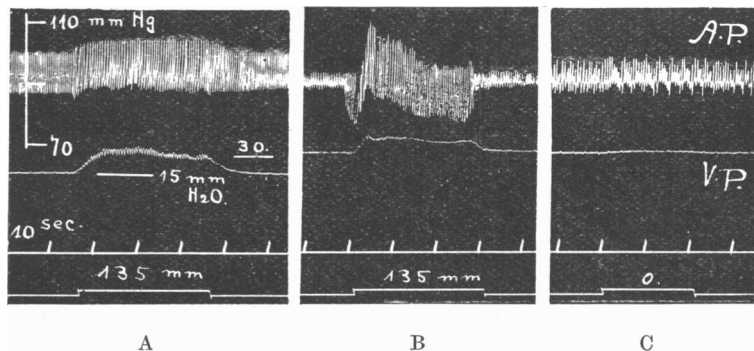 110 mm Hg
A.P.
70
30.
15 mm
H₂O.
V.P.
10 sec.
135 mm
135 mm
0.
A
B
C